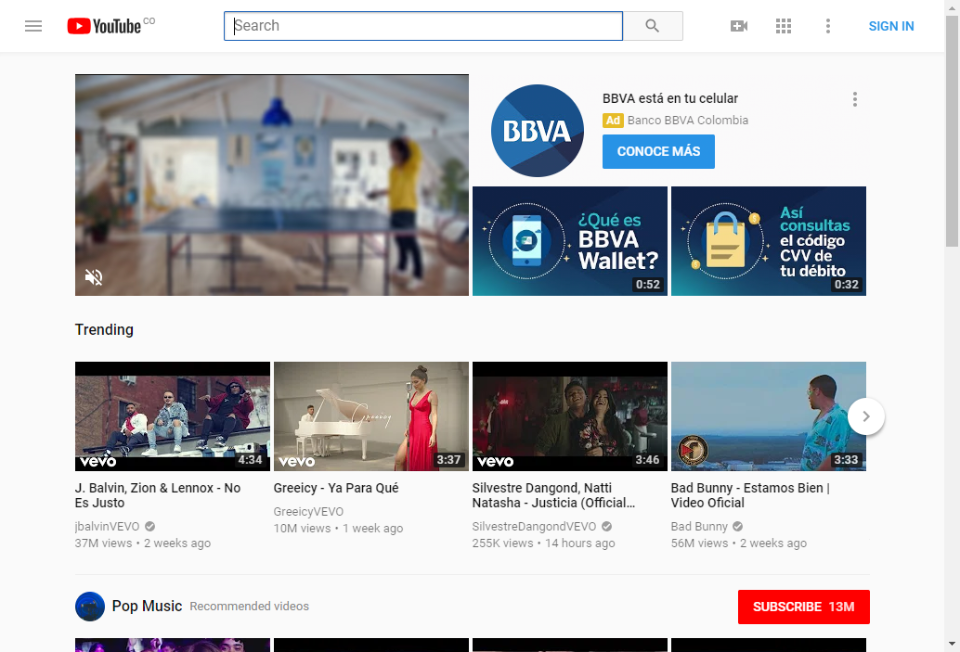 YouTube CO
Search
SIGN IN
BBVA
BBVA está en tu celular
Ad Banco BBVA Colombia
CONOCE MÁS
¿Qué es
BBVA
Wallet?
0:52
Así
consultas
el código
CVV de
tu débito
0:32
Trending
vevo
4:34
vevo
Greeicy
3:37
vevo
3:46
3:33
J. Balvin, Zion & Lennox - No
Es Justo
jbalvinVEVO
37M views • 2 weeks ago
Greeicy - Ya Para Qué
GreeicyVEVO
10M views • 1 week ago
Silvestre Dangond, Natti
Natasha - Justicia (Official...
SilvestreDangondVEVO
255K views • 14 hours ago
Bad Bunny - Estamos Bien |
Video Oficial
Bad Bunny
56M views • 2 weeks ago
Pop Music Recommended videos
SUBSCRIBE 13M